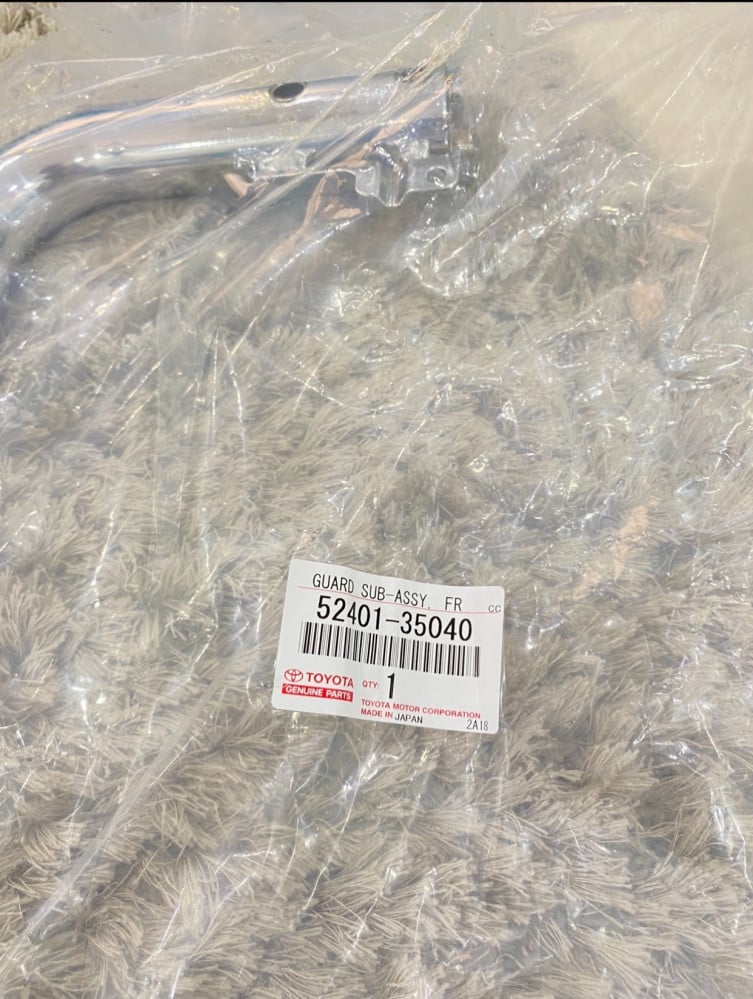 GUARD SUB-ASSY, FR CC
52401-35040
TOYOTA QTY: 1
GENUINE PARTS
TOYOTA MOTOR CORPORATION
MADE IN JAPAN 2A18